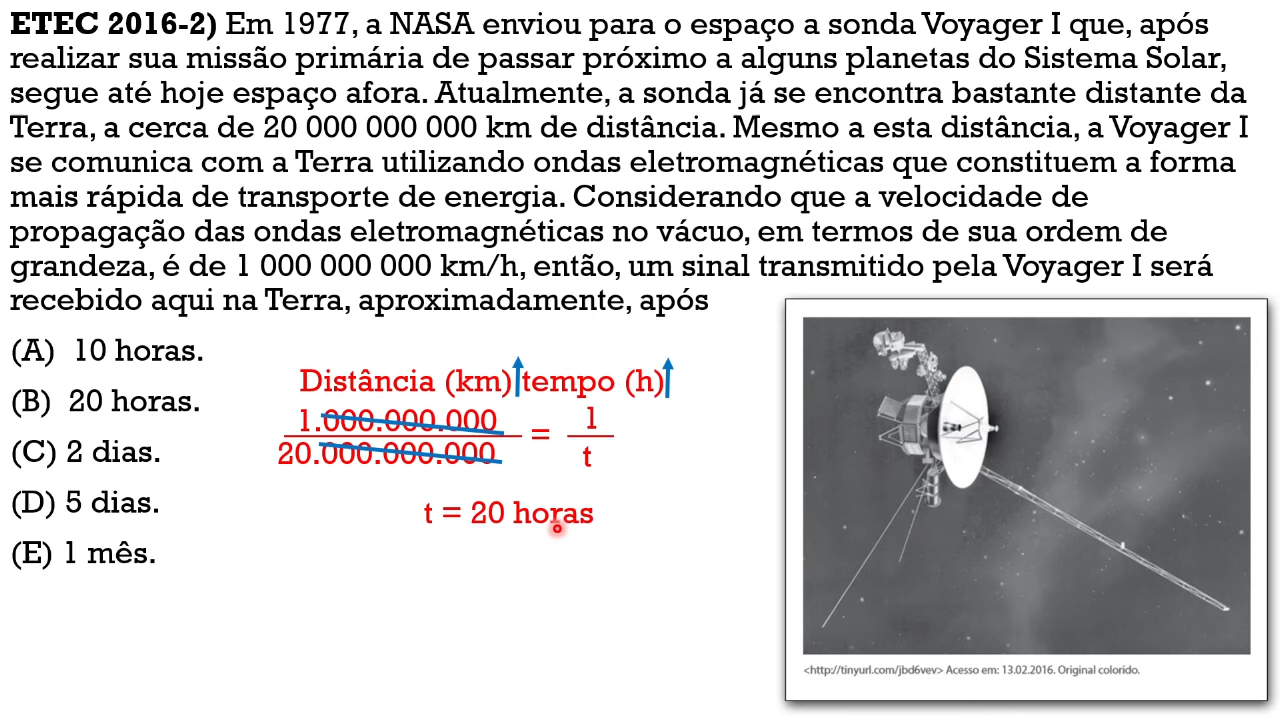 ETEC 2016-2) Em 1977, a NASA enviou para o espaço a sonda Voyager I que, após
realizar sua missão primária de passar próximo a alguns planetas do Sistema Solar,
segue até hoje espaço afora. Atualmente, a sonda já se encontra bastante distante da
Terra, a cerca de 20 000 000 000 km de distância. Mesmo a esta distância, a Voyager I
se comunica com a Terra utilizando ondas eletromagnéticas que constituem a forma
mais rápida de transporte de energia. Considerando que a velocidade de
propagação das ondas eletromagnéticas no vácuo, em termos de sua ordem de
grandeza, é de 1 000 000 000 km/h, então, um sinal transmitido pela Voyager I será
recebido aqui na Terra, aproximadamente, após
(A) 10 horas.
(B) 20 horas.
(C) 2 dias.
(D) 5 dias.
(E) 1 mês.
Distância (km) tempo (h)
1.000.000.000 = 1
20.000.000.000 t
t = 20 horas
<http://tinyurl.com/jbd6vev> Acesso em: 13.02.2016. Original colorido.